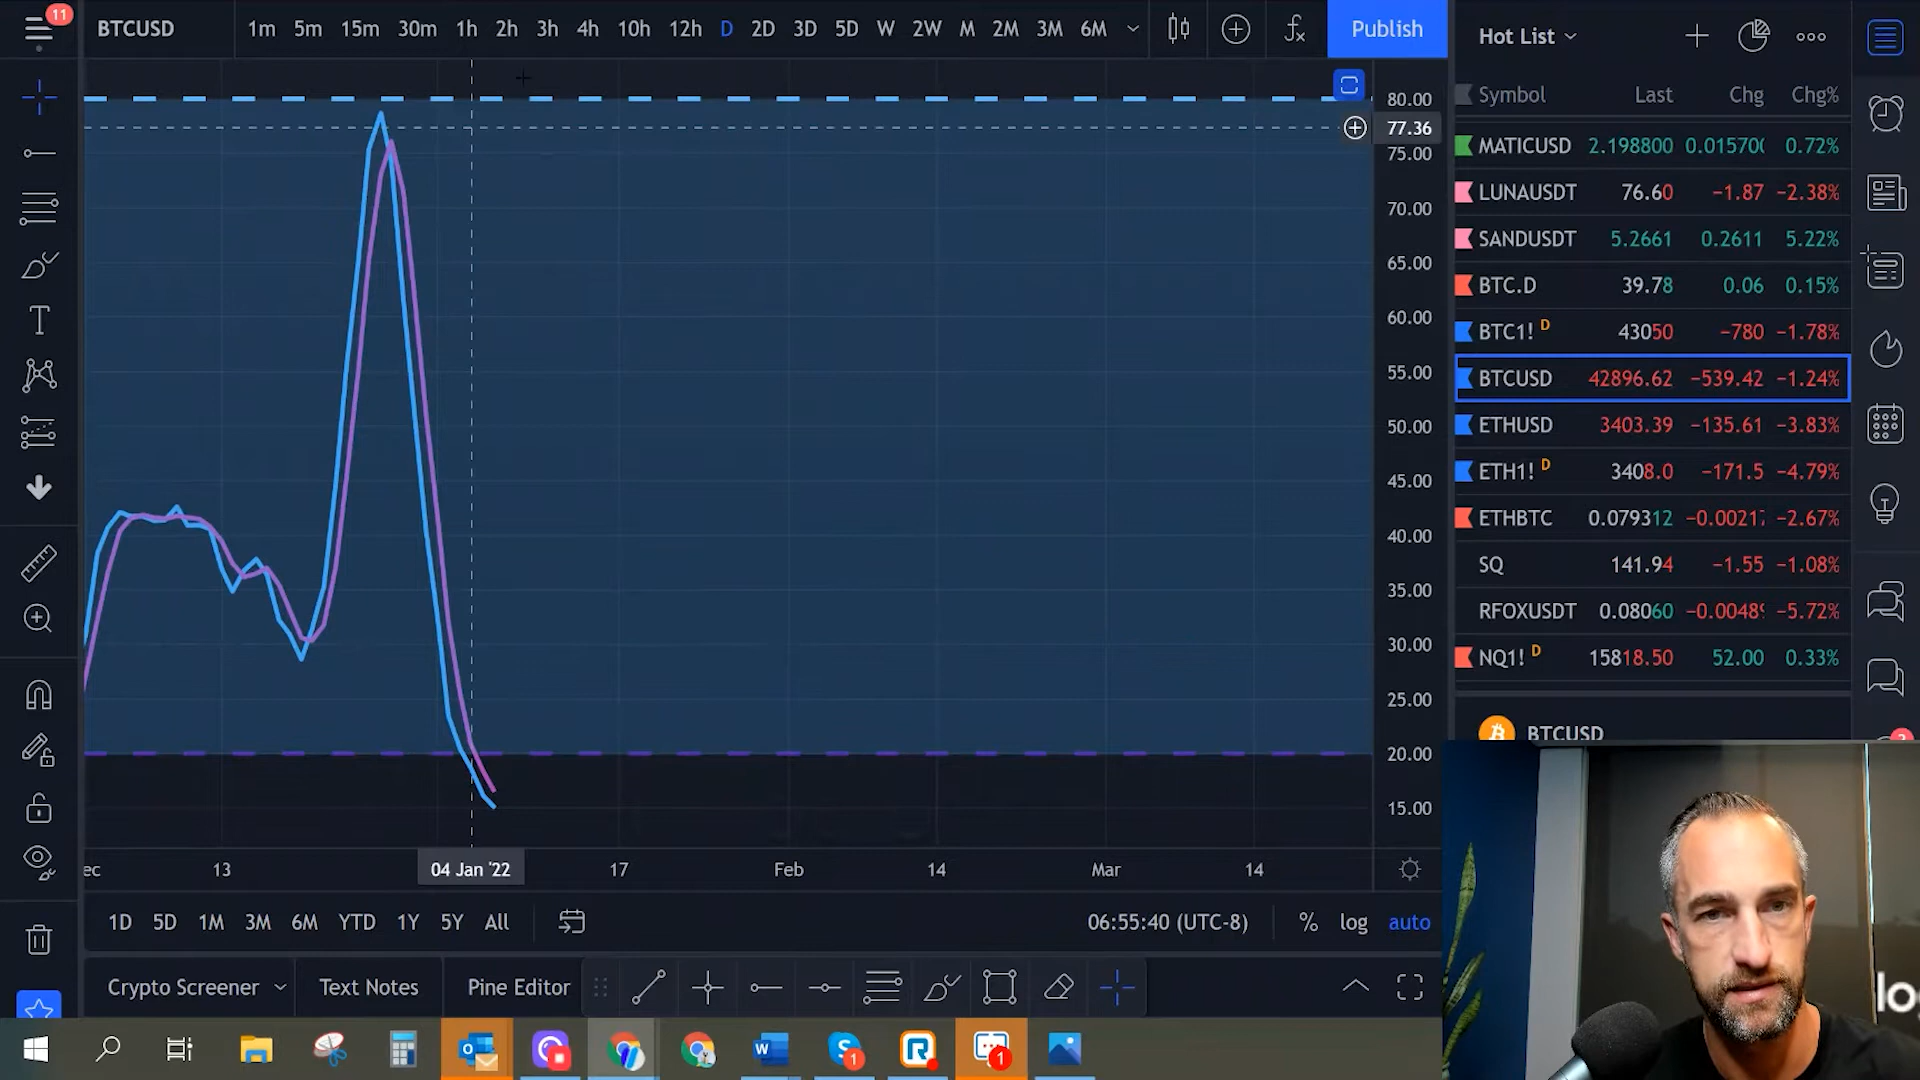 11
BTCUSD
1m 5m 15m 30m 1h 2h 3h 4h 10h 12h D 2D 3D 5D W 2W M 2M 3M 6M
Publish
Hot List
Symbol Last Chg Chg%
MATICUSD 2.198800 0.01570 0.72%
LUNAUSDT 76.60 −1.87 −2.38%
SANDUSDT 5.2661 0.2611 5.22%
BTC.D 39.78 0.06 0.15%
BTC1! D 43050 −780 −1.78%
BTCUSD 42896.62 −539.42 −1.24%
ETHUSD 3403.39 −135.61 −3.83%
ETH1! D 3408.0 −171.5 −4.79%
ETHBTC 0.079312 −0.0021 −2.67%
SQ 141.94 −1.55 −1.08%
RFOXUSDT 0.08060 −0.0048 −5.72%
NQ1! D 15818.50 52.00 0.33%
BTCUSD
80.00
77.36
75.00
70.00
65.00
60.00
55.00
50.00
45.00
40.00
35.00
30.00
25.00
20.00
15.00
ec 13 04 Jan '22 17 Feb 14 Mar 14
1D 5D 1M 3M 6M YTD 1Y 5Y All
06:55:40 (UTC-8) % log auto
Crypto Screener Text Notes Pine Editor
lo
1
1